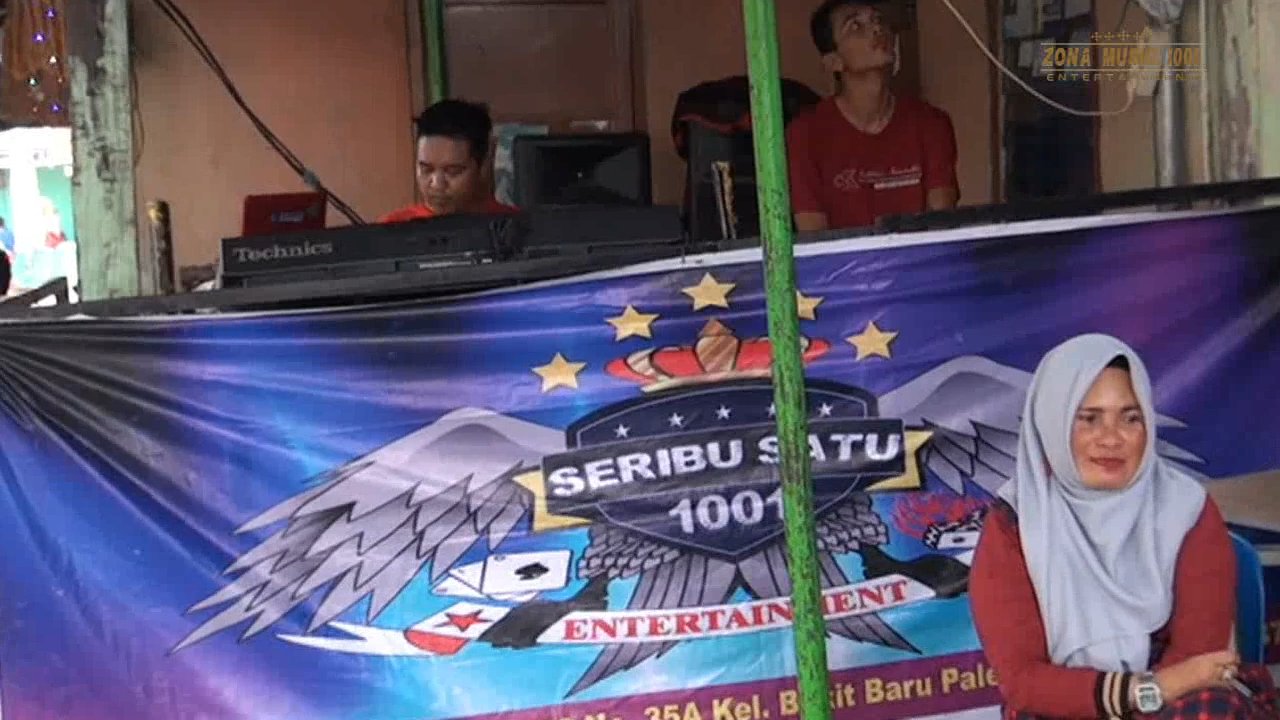 ZONA MUSIK 1001
ENTERTAINMENT
Technics
SERIBU SATU
1001
ENTERTAINMENT
No. 35A Kel. Bukit Baru Pale